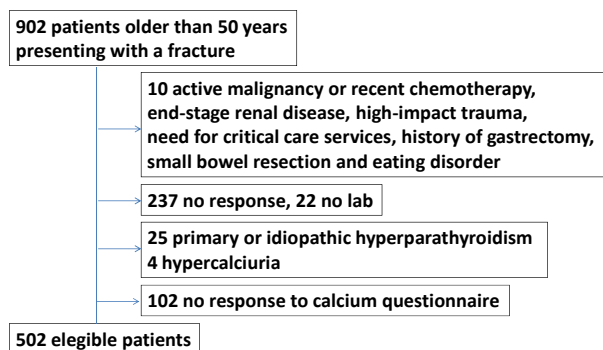 902 patients older than 50 years
presenting with a fracture
10 active malignancy or recent chemotherapy,
end-stage renal disease, high-impact trauma,
need for critical care services, history of gastrectomy,
small bowel resection and eating disorder
237 no response, 22 no lab
25 primary or idiopathic hyperparathyroidism
4 hypercalciuria
102 no response to calcium questionnaire
502 elegible patients